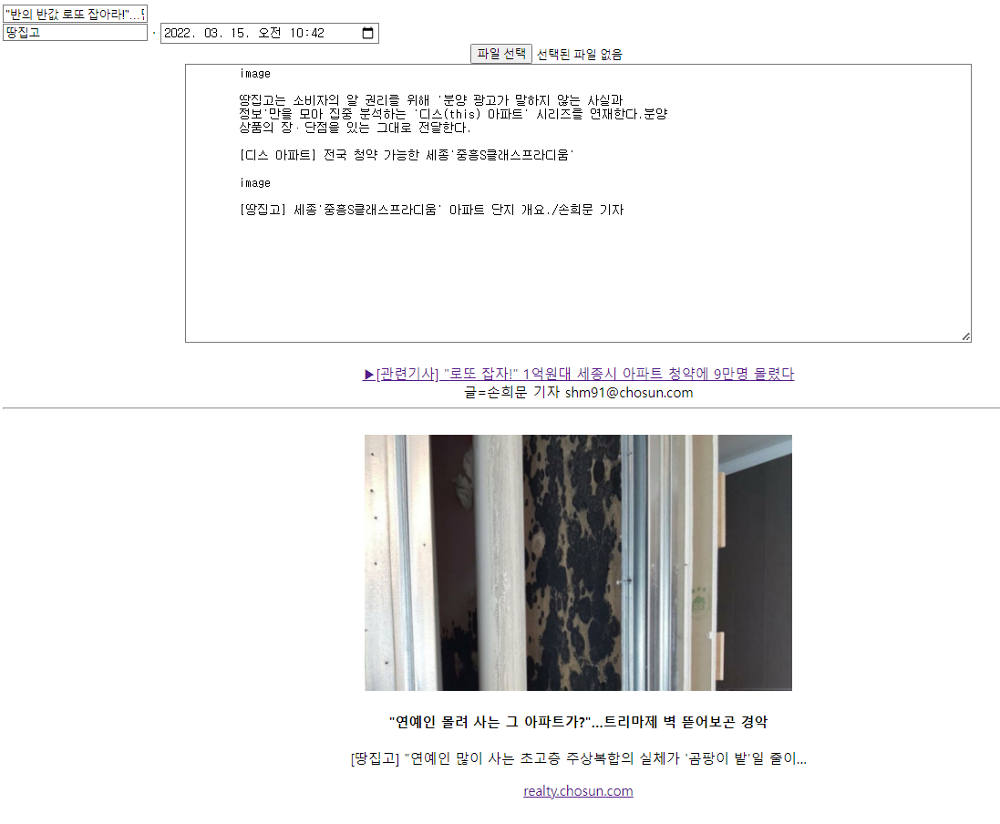 "반의 반값 로또 잡아라!"...
땅집고 · 2022. 03. 15. 오전 10:42
파일 선택 선택된 파일 없음
image
땅집고는 소비자의 알 권리를 위해 '분양 광고가 말하지 않는 사실과
정보'만을 모아 집중 분석하는 '디스(this) 아파트' 시리즈를 연재한다.분양
상품의 장·단점을 있는 그대로 전달한다.
[디스 아파트] 전국 청약 가능한 세종'중흥S클래스프라디움'
image
[땅집고] 세종'중흥S클래스프라디움' 아파트 단지 개요./손희문 기자
▶[관련기사] "로또 잡자!" 1억원대 세종시 아파트 청약에 9만명 몰렸다
글=손희문 기자 shm91@chosun.com
"연예인 몰려 사는 그 아파트가?"...트리마제 벽 뜯어보곤 경악
[땅집고] "연예인 많이 사는 초고층 주상복합의 실체가 '곰팡이 밭'일 줄이...
realty.chosun.com